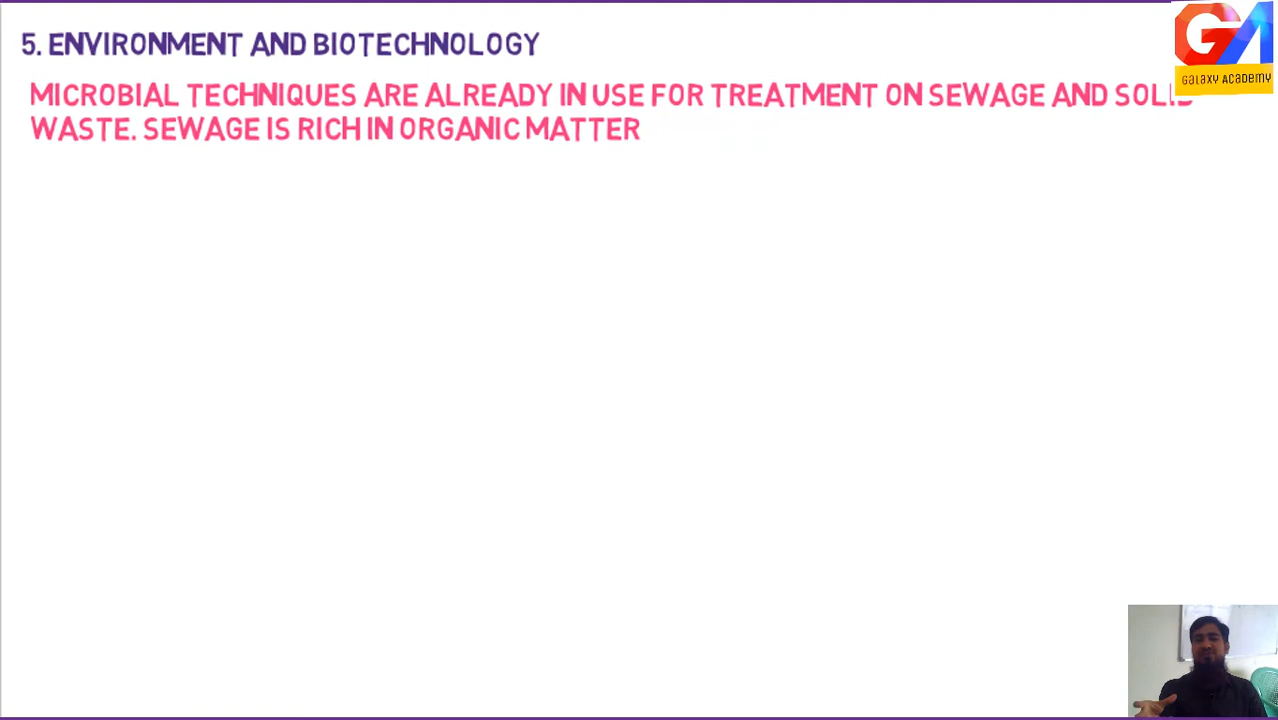 5. ENVIRONMENT AND BIOTECHNOLOGY
MICROBIAL TECHNIQUES ARE ALREADY IN USE FOR TREATMENT ON SEWAGE AND SOLID
WASTE. SEWAGE IS RICH IN ORGANIC MATTER
GA
GALAXY ACADEMY